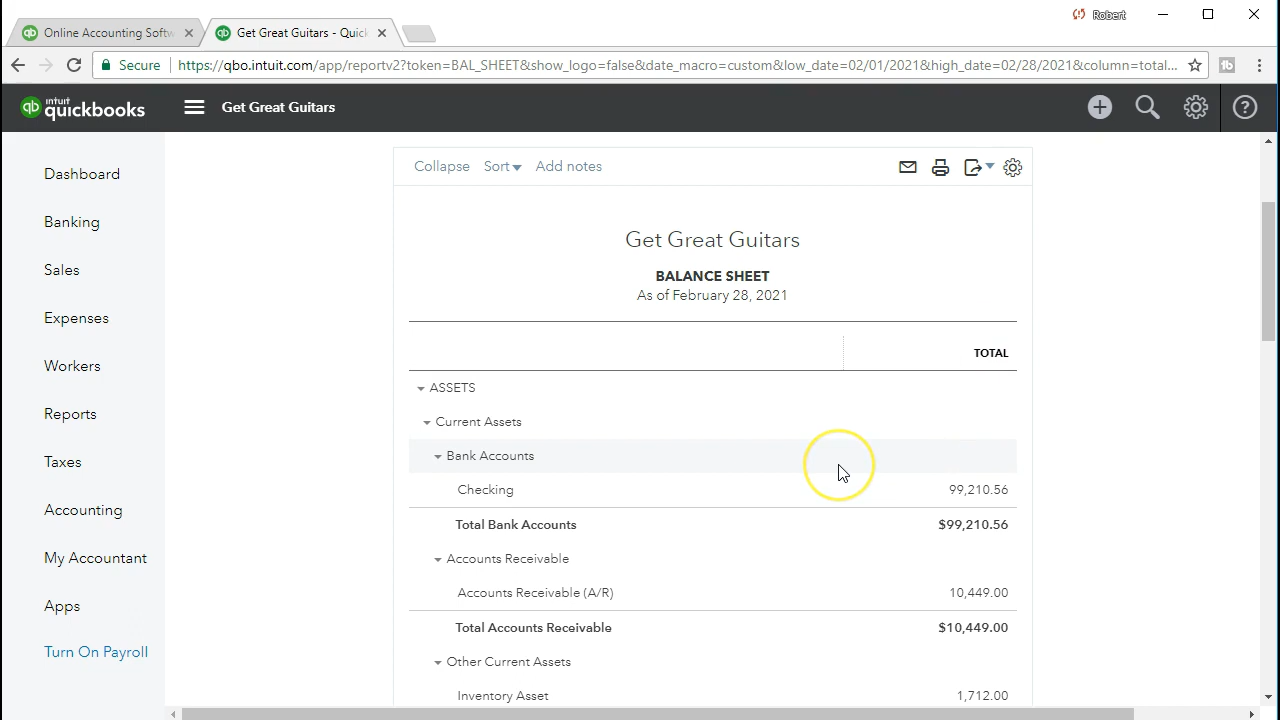 Robert
Online Accounting Softw
Get Great Guitars - Quick
Secure https://qbo.intuit.com/app/reportv2?token=BAL_SHEET&show_logo=false&date_macro=custom&low_date=02/01/2021&high_date=02/28/2021&column=total...
intuit
quickbooks
Get Great Guitars
Dashboard
Banking
Sales
Expenses
Workers
Reports
Taxes
Accounting
My Accountant
Apps
Turn On Payroll
Collapse Sort Add notes
Get Great Guitars
BALANCE SHEET
As of February 28, 2021
TOTAL
ASSETS
Current Assets
Bank Accounts
Checking 99,210.56
Total Bank Accounts $99,210.56
Accounts Receivable
Accounts Receivable (A/R) 10,449.00
Total Accounts Receivable $10,449.00
Other Current Assets
Inventory Asset 1,712.00